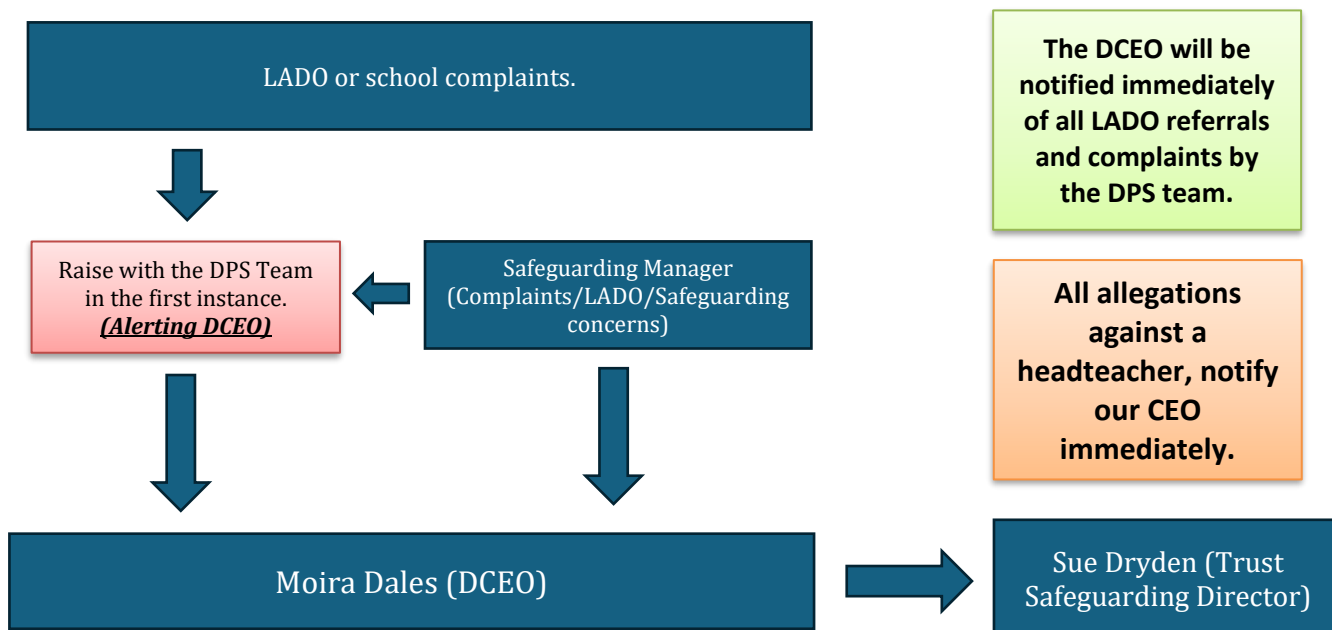 LADO or school complaints.
The DCEO will be
notified immediately
of all LADO referrals
and complaints by
the DPS team.
Raise with the DPS Team
in the first instance.
(Alerting DCEO)
Safeguarding Manager
(Complaints/LADO/Safeguarding
concerns)
All allegations
against a
headteacher, notify
our CEO
immediately.
Moira Dales (DCEO)
Sue Dryden (Trust
Safeguarding Director)